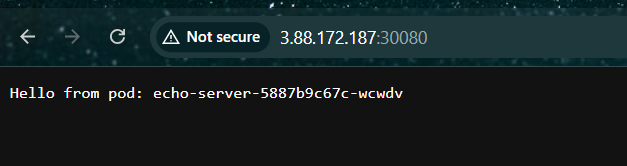 Not secure 3.88.172.187:30080
Hello from pod: echo-server-5887b9c67c-wcwdv